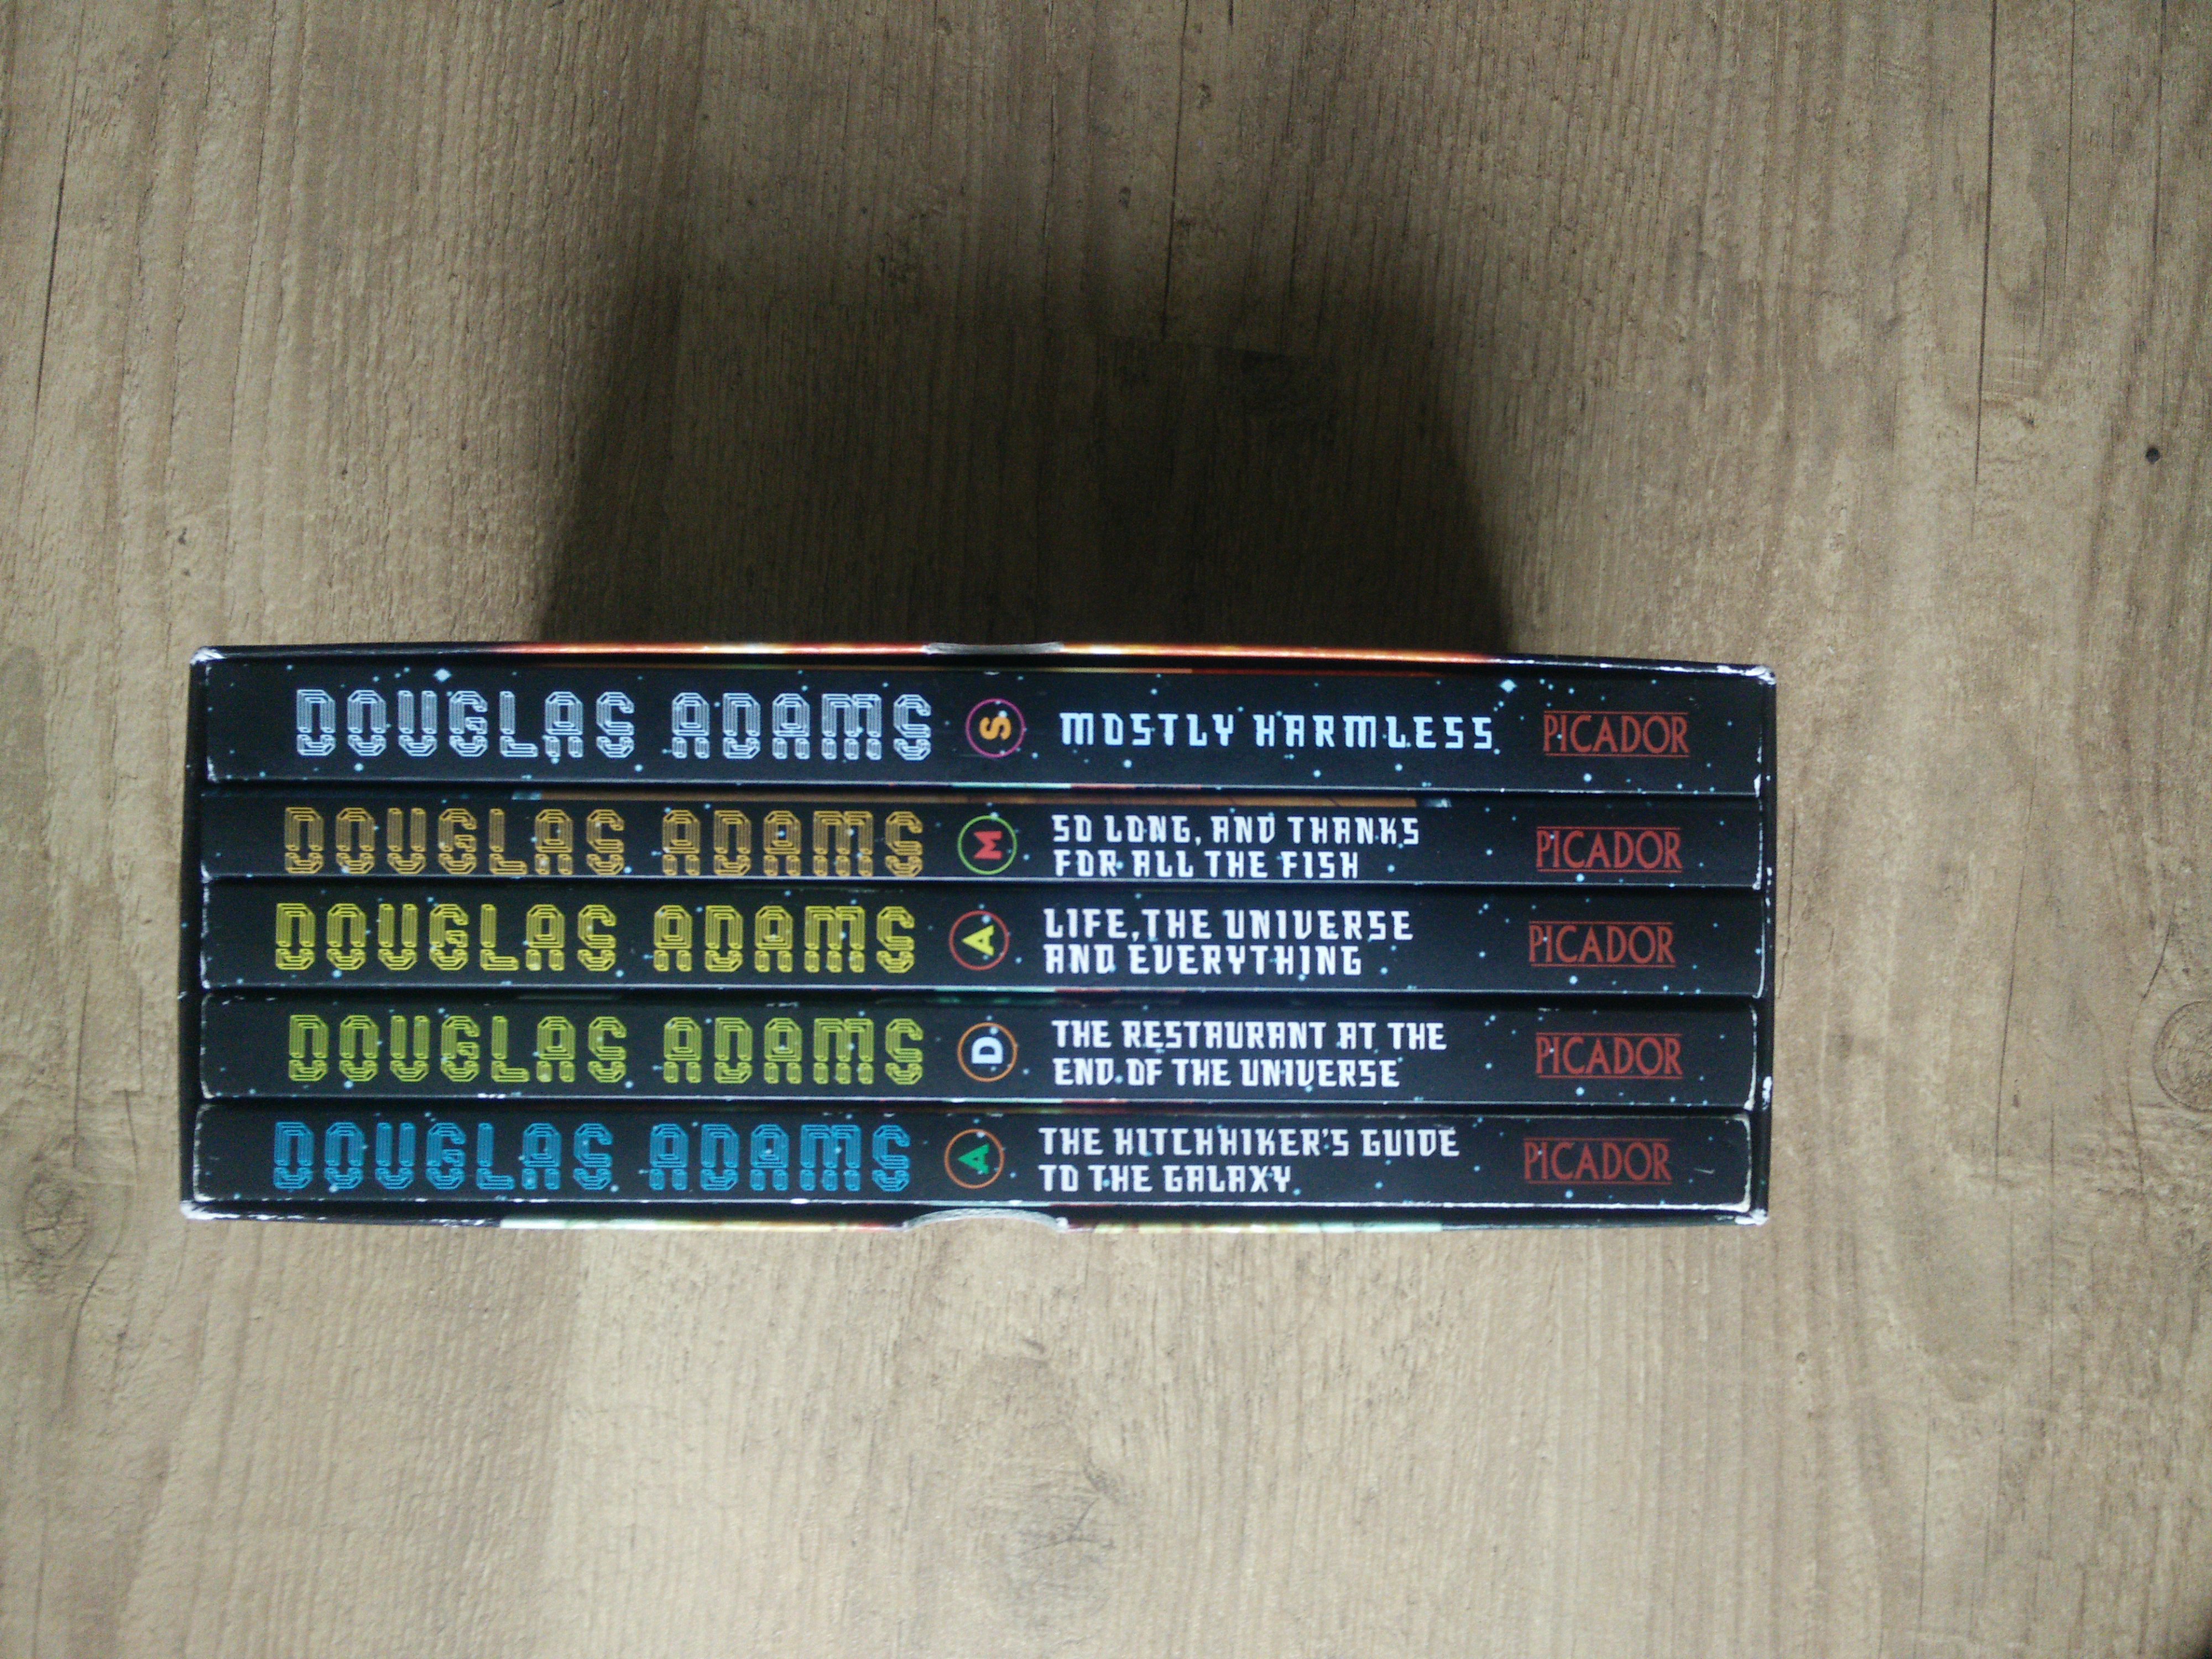 DOUGLAS ADAMS S MOSTLY HARMLESS PICADOR
DOUGLAS ADAMS M SO LONG, AND THANKS
FOR ALL THE FISH PICADOR
DOUGLAS ADAMS A LIFE, THE UNIVERSE
AND EVERYTHING PICADOR
DOUGLAS ADAMS D THE RESTAURANT AT THE
END OF THE UNIVERSE PICADOR
DOUGLAS ADAMS A THE HITCHHIKER'S GUIDE
TO THE GALAXY PICADOR